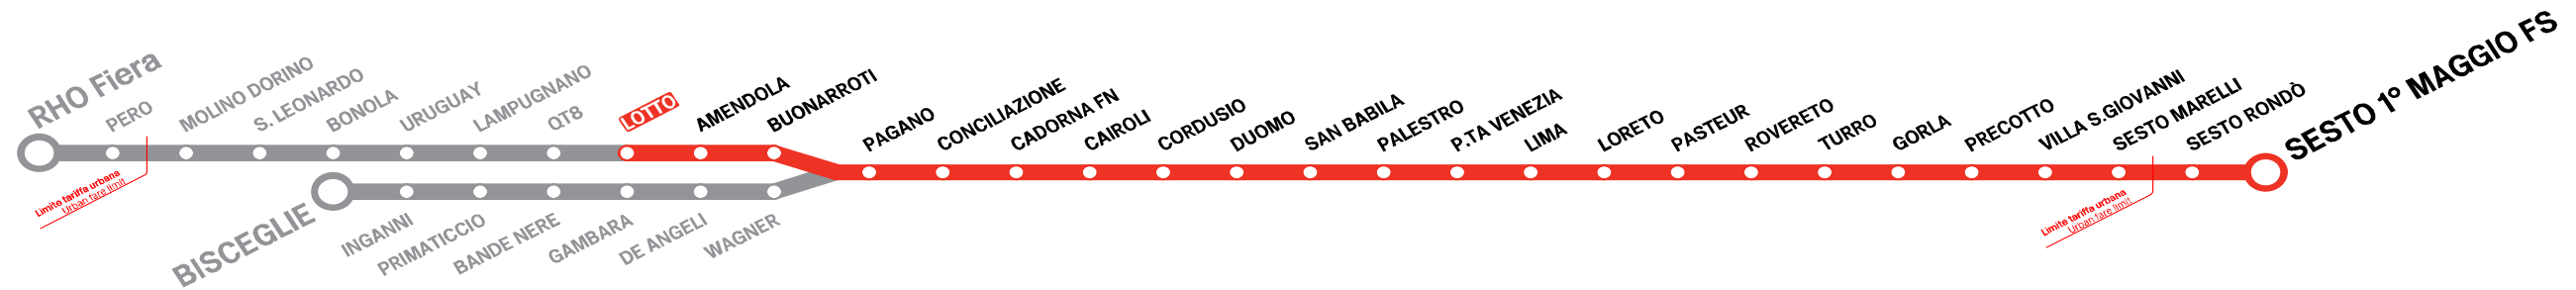 RHO Fiera
PERO
MOLINO DORINO
S. LEONARDO
BONOLA
URUGUAY
LAMPUGNANO
QT8
LOTTO
AMENDOLA
BUONARROTI
PAGANO
CONCILIAZIONE
CADORNA FN
CAIROLI
CORDUSIO
DUOMO
SAN BABILA
PALESTRO
P.TA VENEZIA
LIMA
LORETO
PASTEUR
ROVERETO
TURRO
GORLA
PRECOTTO
VILLA S.GIOVANNI
SESTO MARELLI
SESTO RONDÒ
SESTO 1° MAGGIO FS
Limite tariffa urbana
Urban fare limit
BISCEGLIE
INGANNI
PRIMATICCIO
BANDE NERE
GAMBARA
DE ANGELI
WAGNER
Limite tariffa urbana
Urban fare limit